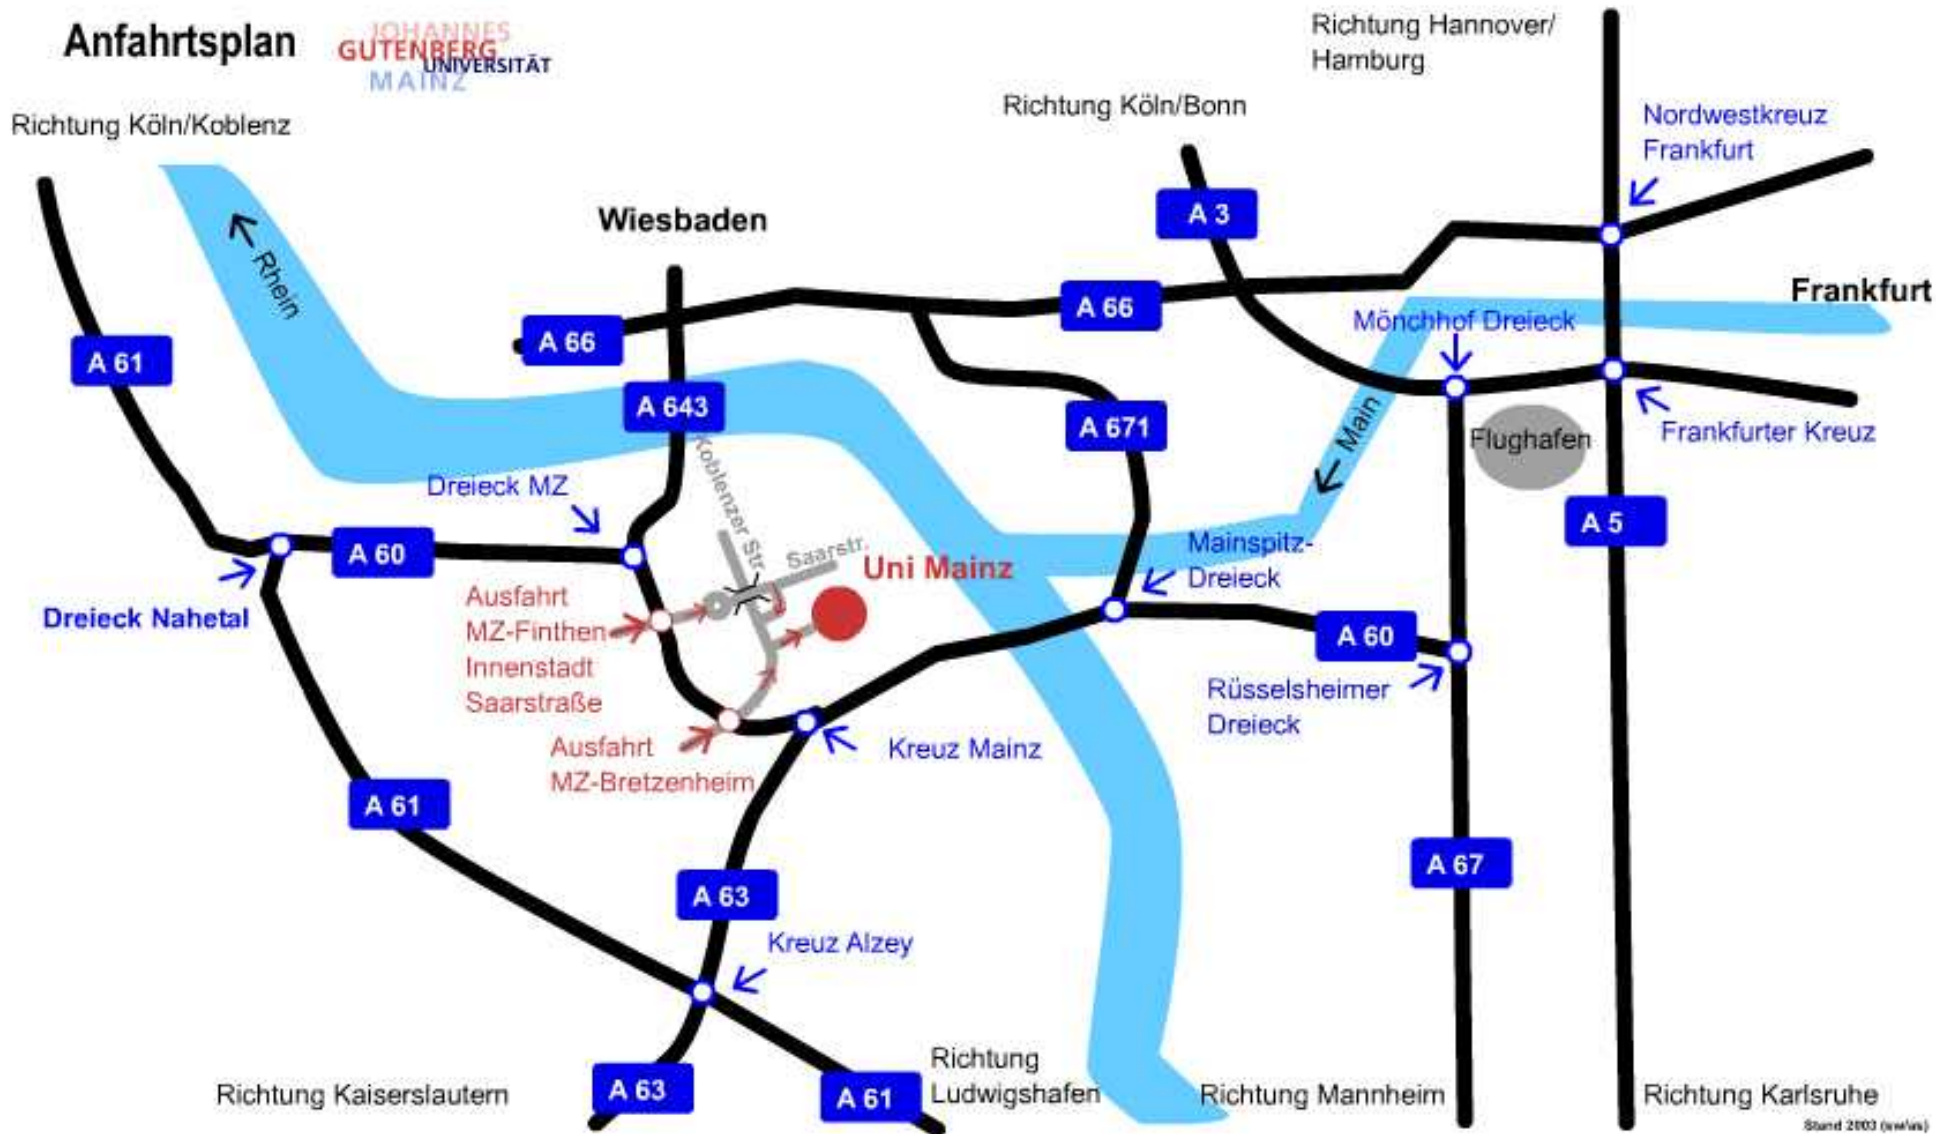 Anfahrtsplan
JOHANNES
GUTENBERG
UNIVERSITÄT
MAINZ
Richtung Hannover/
Hamburg
Richtung Köln/Bonn
Richtung Köln/Koblenz
Nordwestkreuz
Frankfurt
A 3
Wiesbaden
Rhein
Frankfurt
A 66
A 66
Mönchhof Dreieck
A 61
A 643
A 671
Main
Flughafen
Frankfurter Kreuz
Koblenzer Str.
Dreieck MZ
A 5
A 60
Saarstr.
Uni Mainz
Mainspitz-
Dreieck
Dreieck Nahetal
Ausfahrt
MZ-Finthen
Innenstadt
Saarstraße
A 60
Rüsselsheimer
Dreieck
Ausfahrt
MZ-Bretzenheim
Kreuz Mainz
A 61
A 67
A 63
Kreuz Alzey
Richtung Kaiserslautern
A 63
A 61
Richtung
Ludwigshafen
Richtung Mannheim
Richtung Karlsruhe
Stand 2003